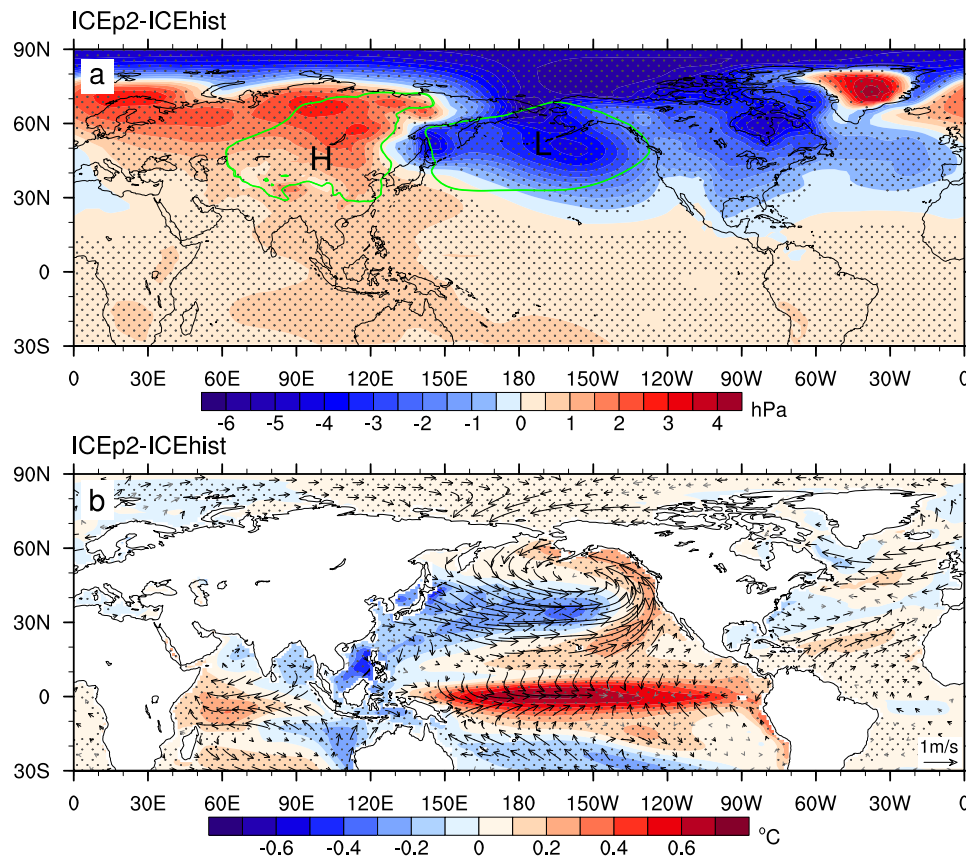 ICEp2-ICEhist
90N
a
60N
H
L
30N
0
30S
0 30E 60E 90E 120E 150E 180 150W 120W 90W 60W 30W 0
-6 -5 -4 -3 -2 -1 0 1 2 3 4 hPa
ICEp2-ICEhist
90N
b
60N
30N
0
1m/s
30S
0 30E 60E 90E 120E 150E 180 150W 120W 90W 60W 30W 0
-0.6 -0.4 -0.2 0 0.2 0.4 0.6 °C